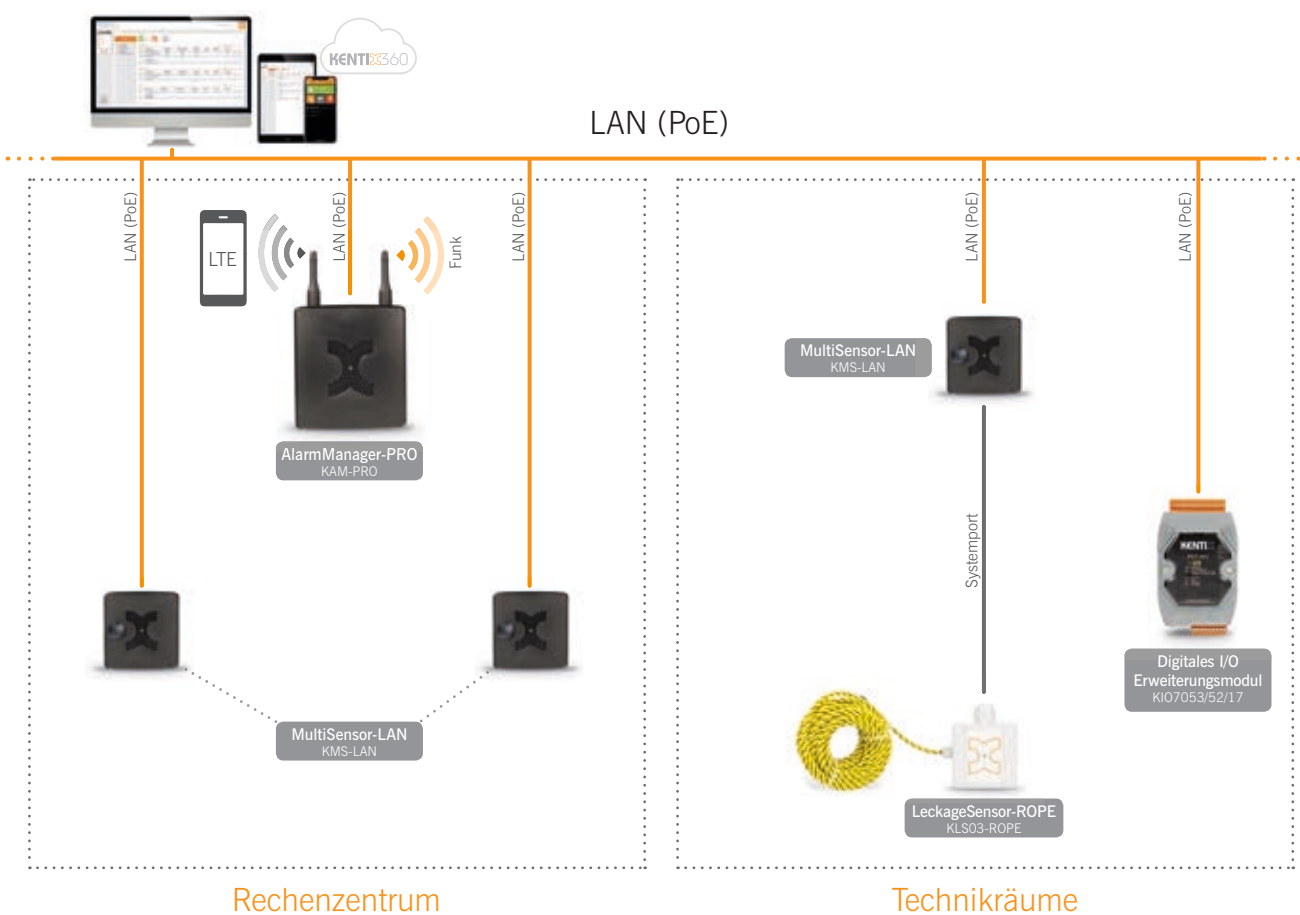 KENTIX360
LAN (PoE)
LAN (PoE)
LTE
LAN (PoE)
Funk
LAN (PoE)
AlarmManager-PRO
KAM-PRO
MultiSensor-LAN
KMS-LAN
Rechenzentrum
LAN (PoE)
LAN (PoE)
MultiSensor-LAN
KMS-LAN
Systemport
KENTIX
Digitales I/O
Erweiterungsmodul
KIO7053/52/17
LeckageSensor-ROPE
KLS03-ROPE
Technikräume